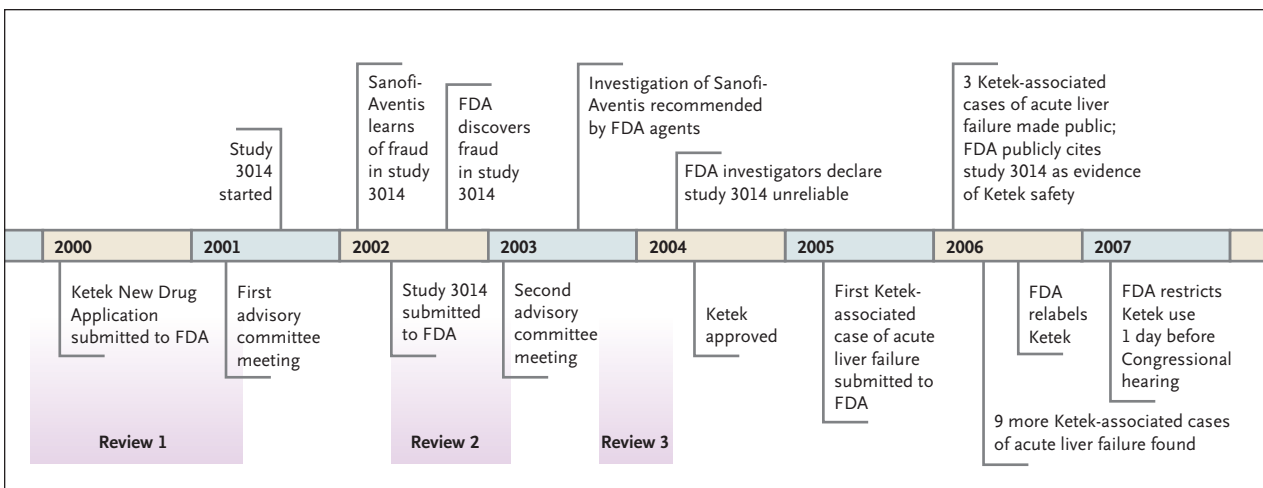 Study
3014
started
Sanofi-
Aventis
learns
of fraud
in study
3014
FDA
discovers
fraud
in study
3014
Investigation of Sanofi-
Aventis recommended
by FDA agents
FDA investigators declare
study 3014 unreliable
3 Ketek-associated
cases of acute liver
failure made public;
FDA publicly cites
study 3014 as evidence
of Ketek safety
2000
2001
2002
2003
2004
2005
2006
2007
Ketek New Drug
Application
submitted to FDA
First
advisory
committee
meeting
Study 3014
submitted
to FDA
Second
advisory
committee
meeting
Ketek
approved
First Ketek-
associated
case of acute
liver failure
submitted to
FDA
FDA
relabels
Ketek
FDA restricts
Ketek use
1 day before
Congressional
hearing
9 more Ketek-associated cases
of acute liver failure found
Review 1
Review 2
Review 3